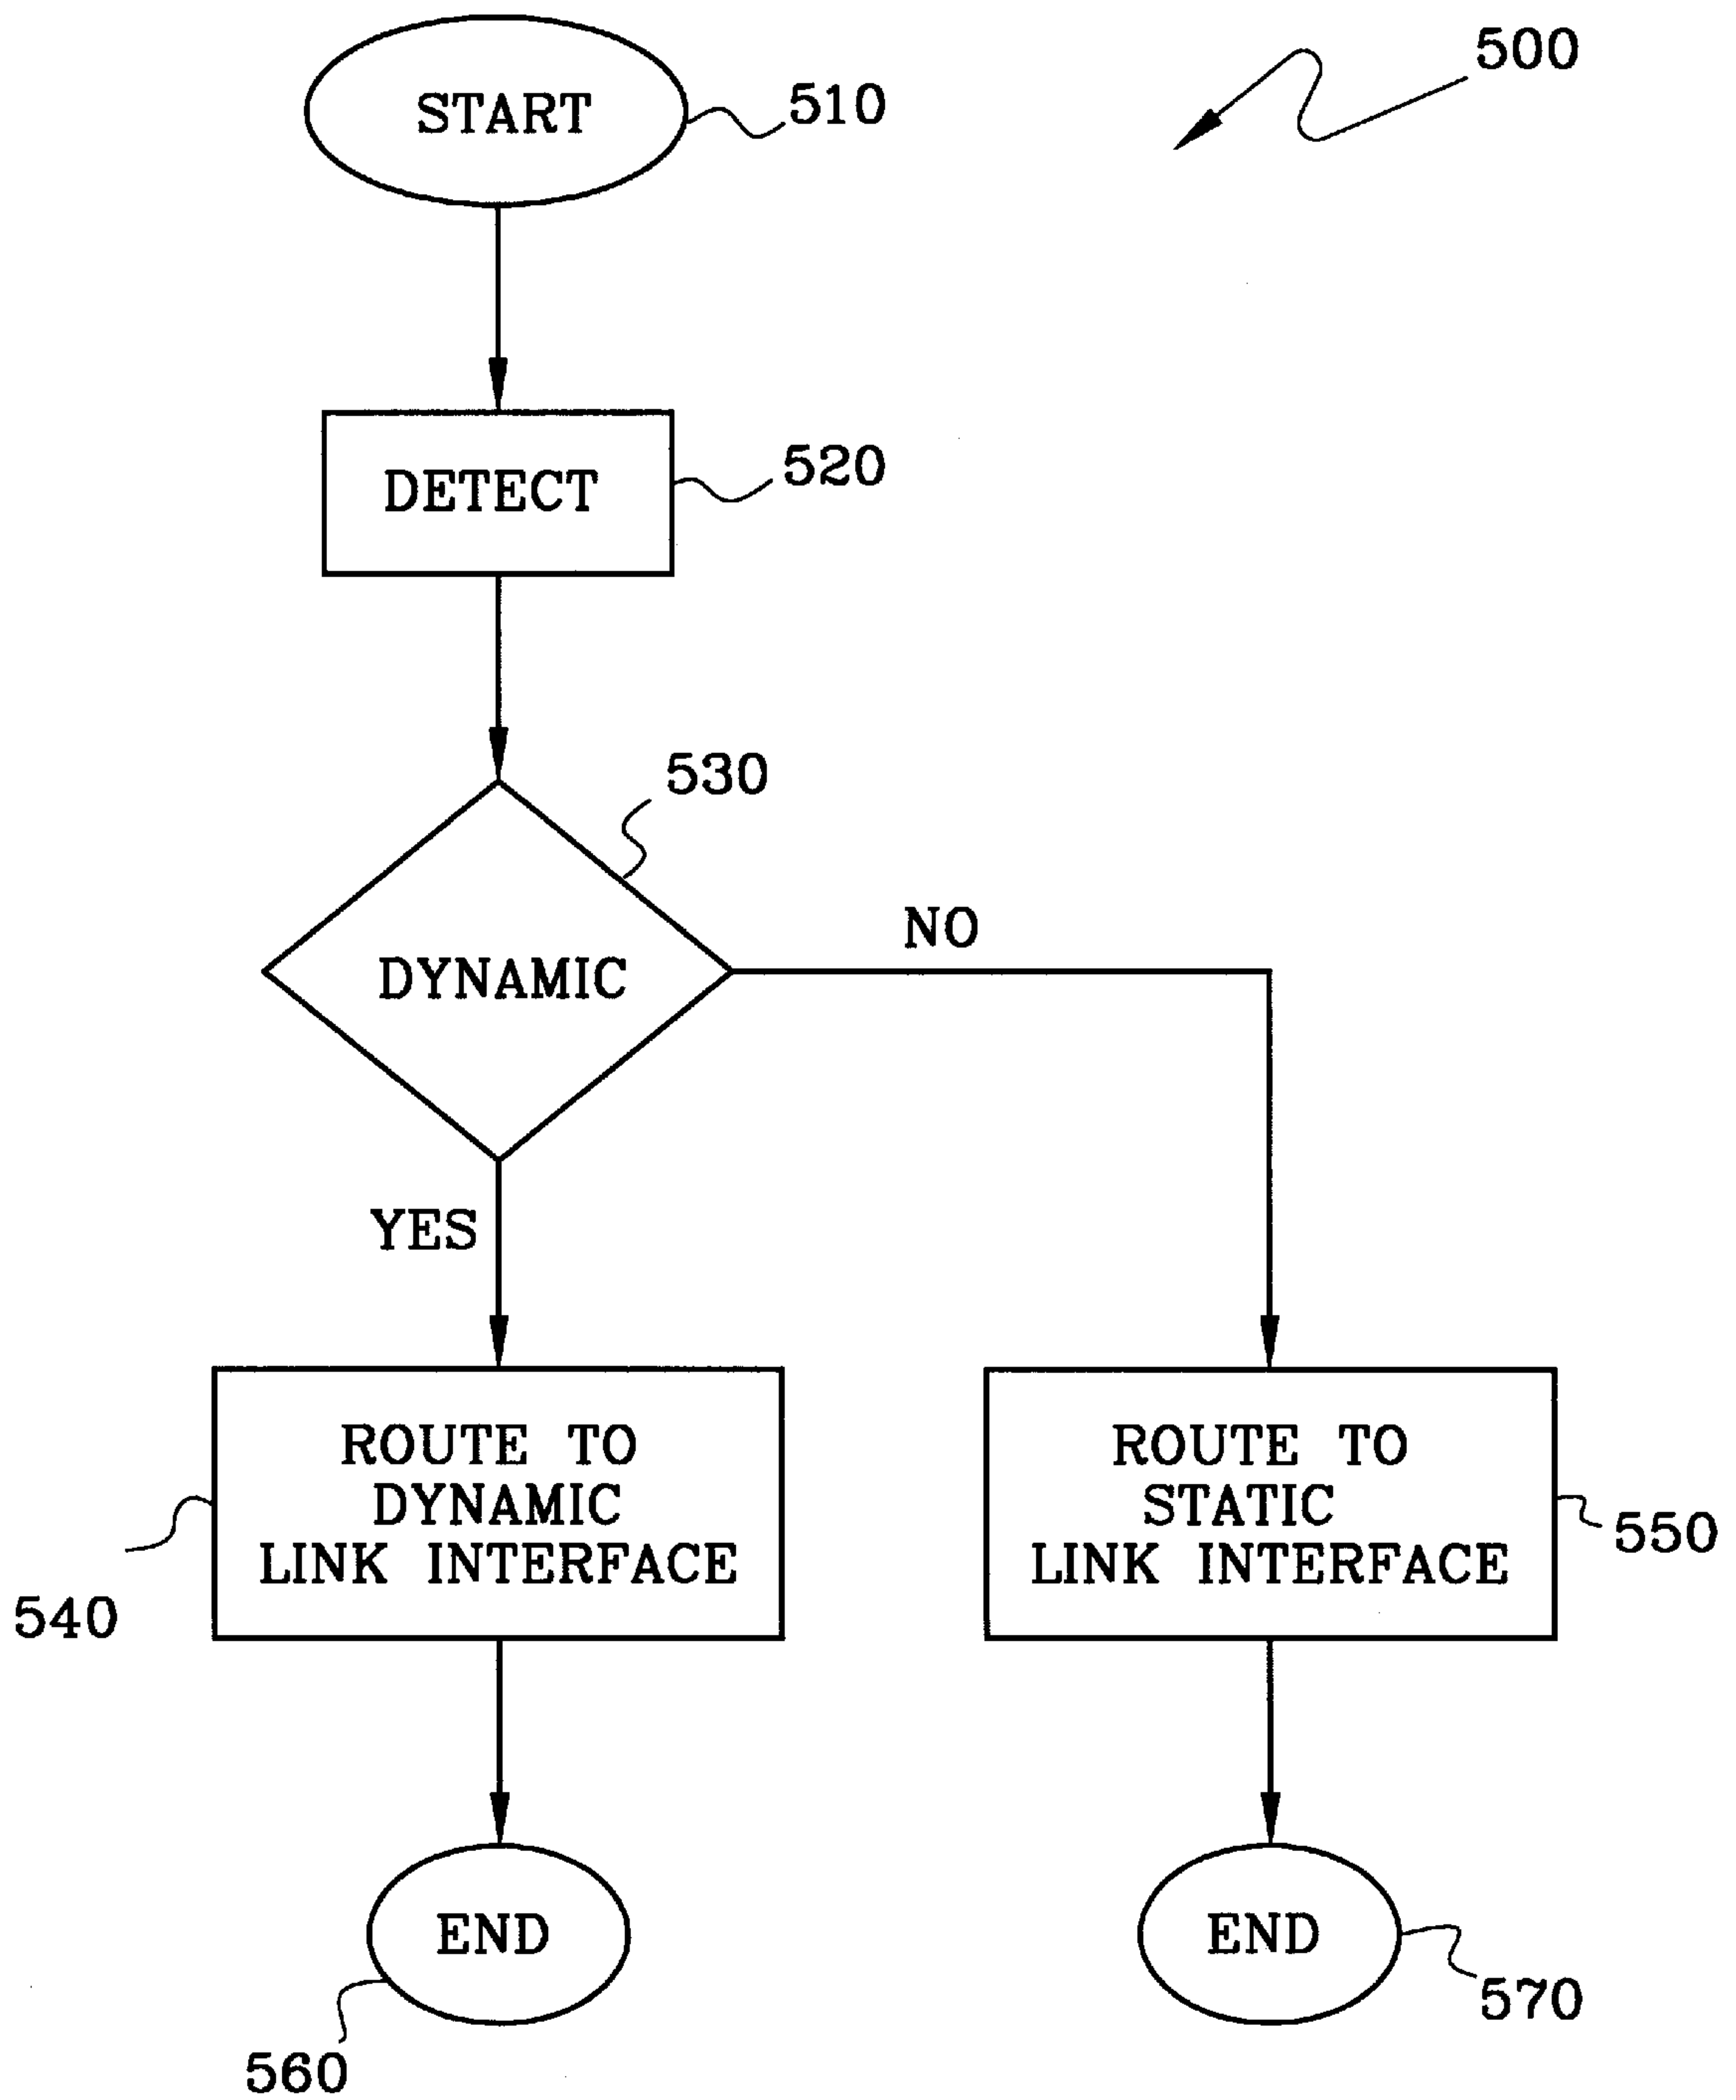 500
START
510
DETECT
520
530
DYNAMIC
NO
YES
ROUTE TO
DYNAMIC
LINK INTERFACE
540
ROUTE TO
STATIC
LINK INTERFACE
550
END
560
END
570